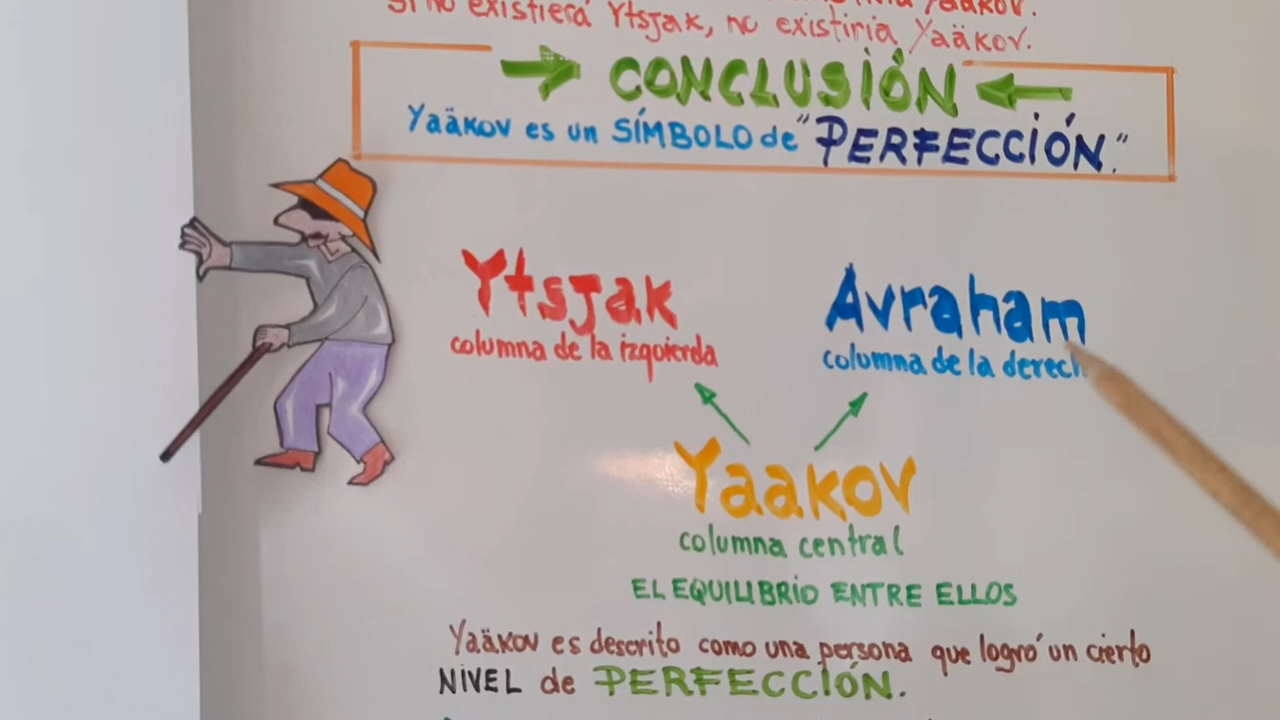 Si no existiera Ytsjak, no existiria Yaäkov.
CONCLUSIÓN
Yaäkov es un SÍMBOLO de "PERFECCIÓN."
Ytsjak
columna de la izqoierda
Avraham
columna de la derech
Yaakov
columna central
EL EQUILIBRIO ENTRE ELLOS
Yaäkov es descrito como una persona que logró un cierto
NIVEL de PERFECCIÓN.